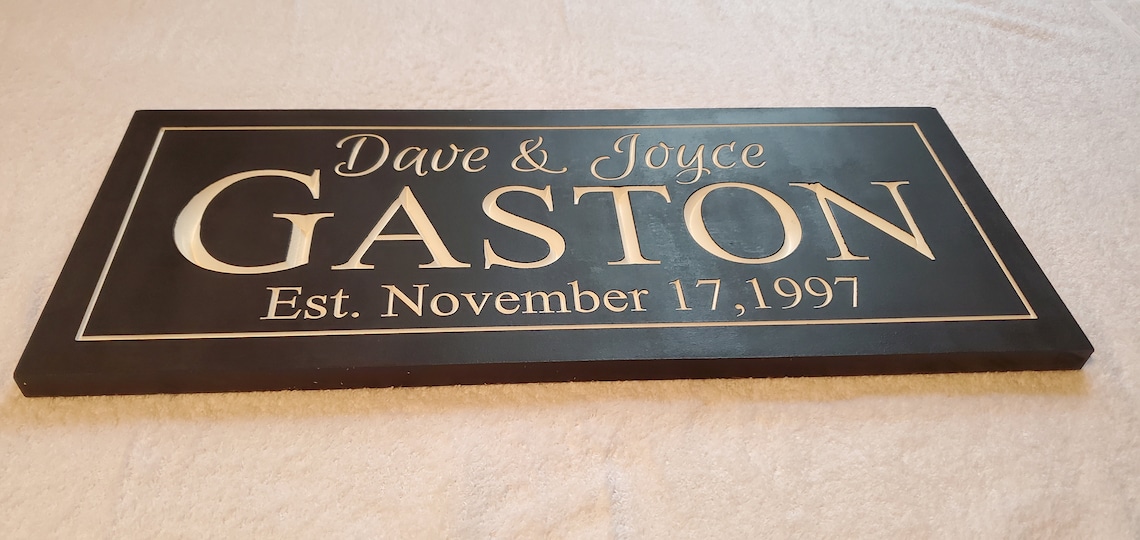 Dave & Joyce
GASTON
Est. November 17,1997